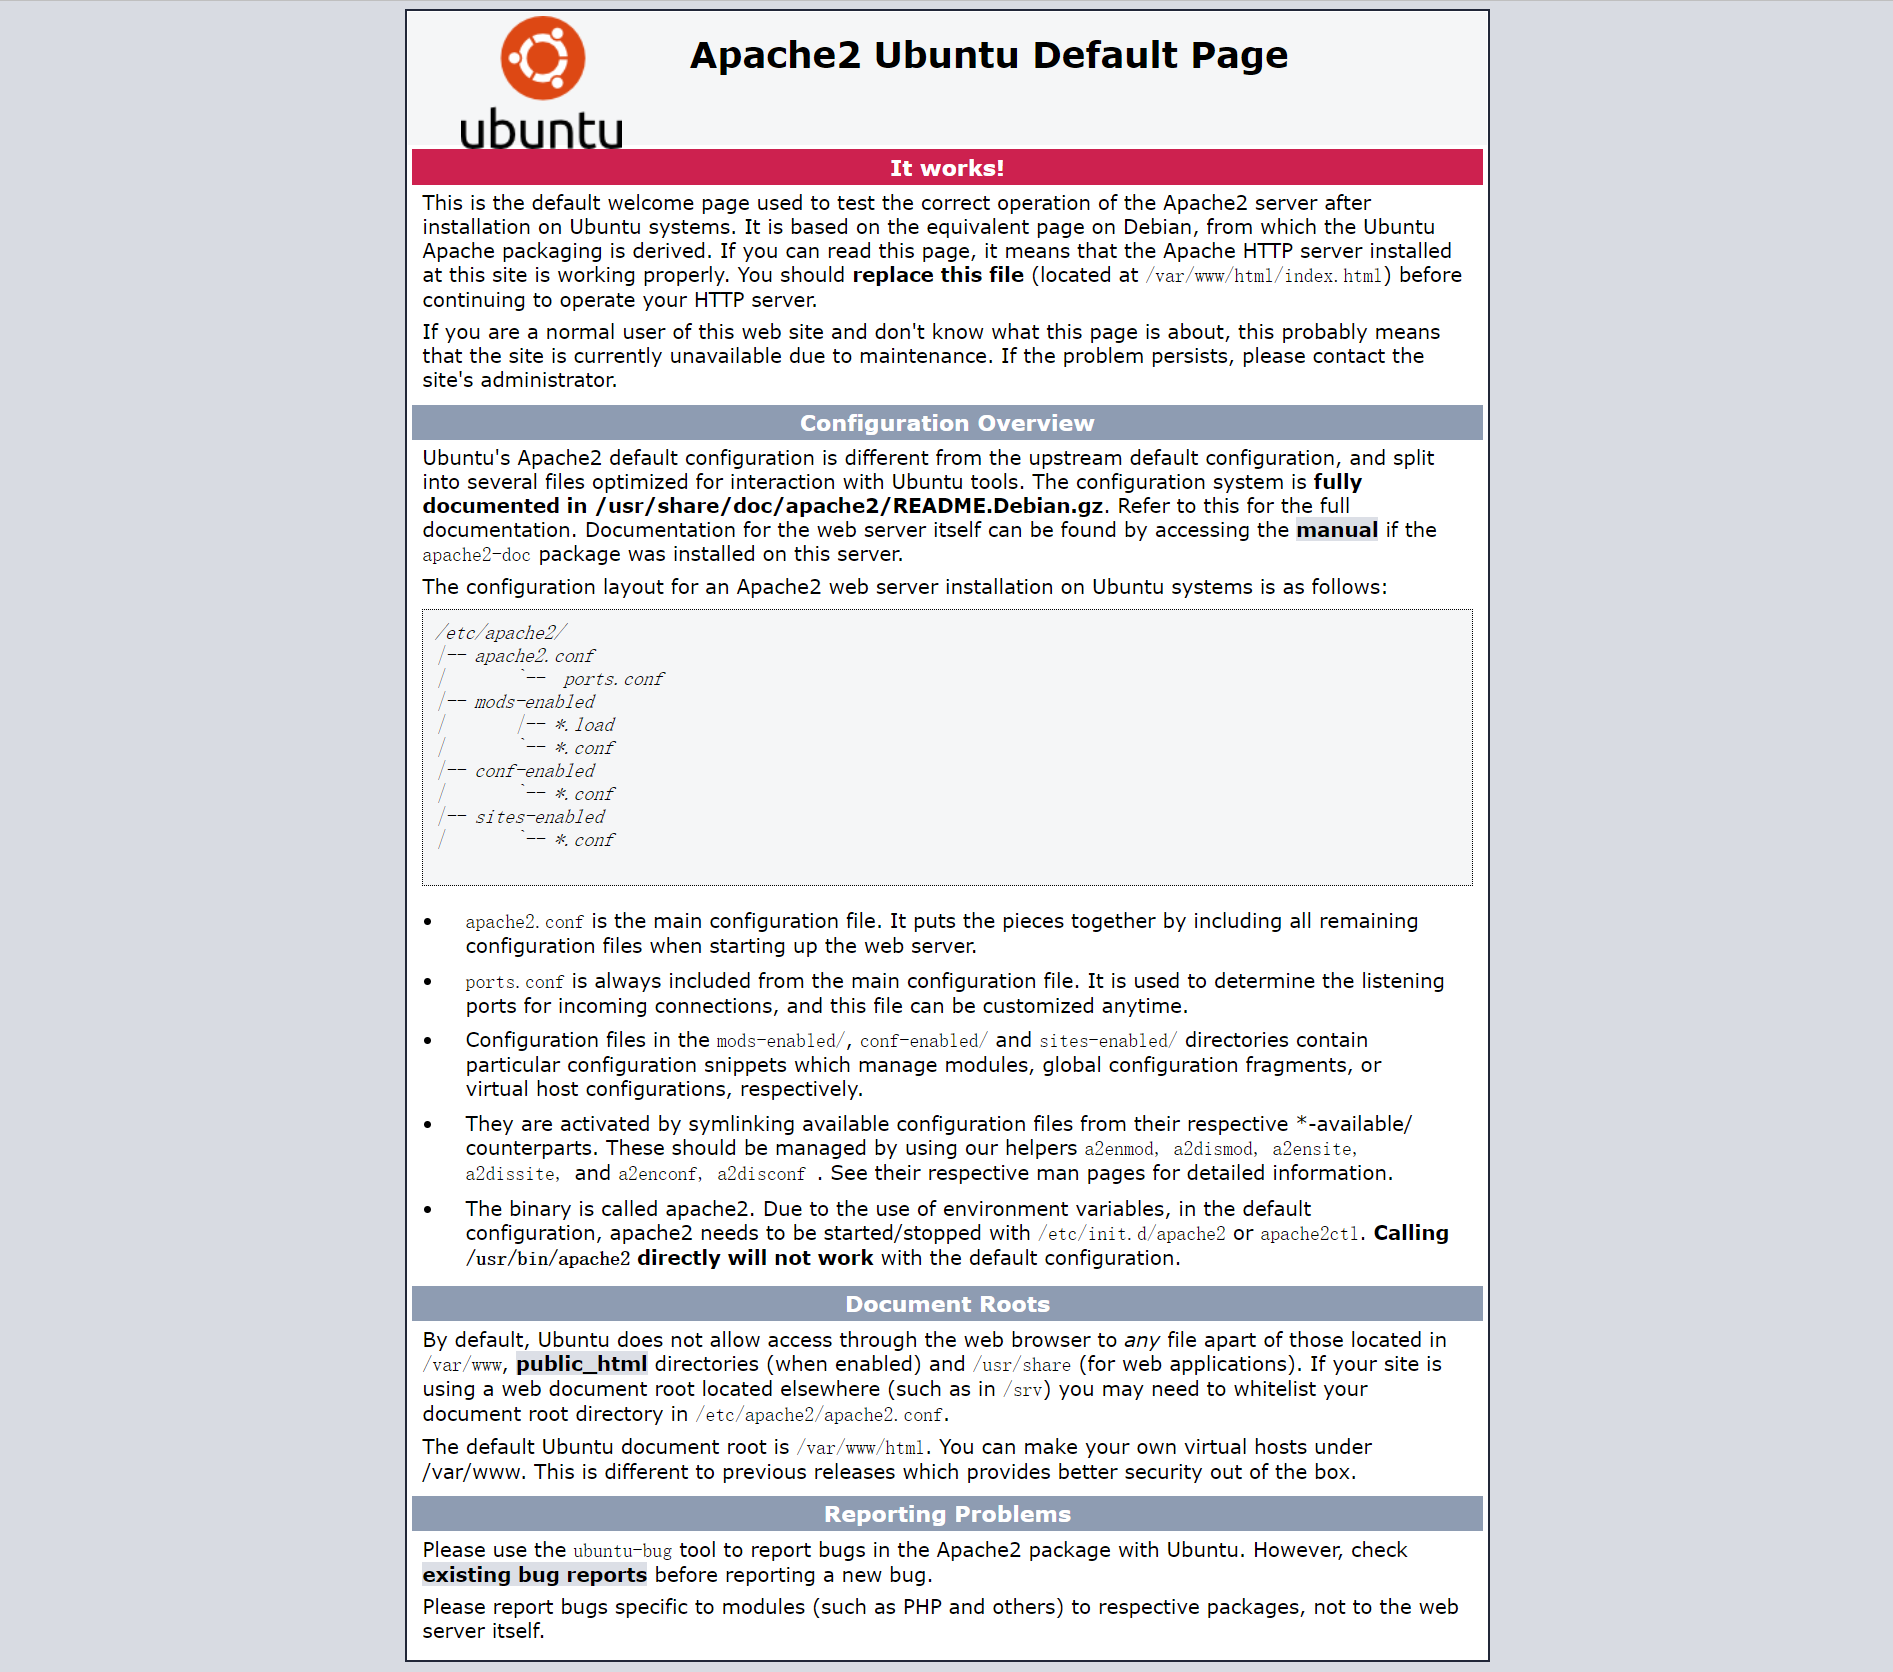 ubuntu
Apache2 Ubuntu Default Page
It works!
This is the default welcome page used to test the correct operation of the Apache2 server after
installation on Ubuntu systems. It is based on the equivalent page on Debian, from which the Ubuntu
Apache packaging is derived. If you can read this page, it means that the Apache HTTP server installed
at this site is working properly. You should replace this file (located at /var/www/html/index.html) before
continuing to operate your HTTP server.
If you are a normal user of this web site and don't know what this page is about, this probably means
that the site is currently unavailable due to maintenance. If the problem persists, please contact the
site's administrator.
Configuration Overview
Ubuntu's Apache2 default configuration is different from the upstream default configuration, and split
into several files optimized for interaction with Ubuntu tools. The configuration system is fully
documented in /usr/share/doc/apache2/README.Debian.gz. Refer to this for the full
documentation. Documentation for the web server itself can be found by accessing the manual if the
apache2-doc package was installed on this server.
The configuration layout for an Apache2 web server installation on Ubuntu systems is as follows:
/etc/apache2/
|-- apache2.conf
|       `--  ports.conf
|-- mods-enabled
|       |-- *.load
|       `-- *.conf
|-- conf-enabled
|       `-- *.conf
|-- sites-enabled
|       `-- *.conf
• apache2.conf is the main configuration file. It puts the pieces together by including all remaining
configuration files when starting up the web server.
• ports.conf is always included from the main configuration file. It is used to determine the listening
ports for incoming connections, and this file can be customized anytime.
• Configuration files in the mods-enabled/, conf-enabled/ and sites-enabled/ directories contain
particular configuration snippets which manage modules, global configuration fragments, or
virtual host configurations, respectively.
• They are activated by symlinking available configuration files from their respective *-available/
counterparts. These should be managed by using our helpers a2enmod, a2dismod, a2ensite,
a2dissite, and a2enconf, a2disconf . See their respective man pages for detailed information.
• The binary is called apache2. Due to the use of environment variables, in the default
configuration, apache2 needs to be started/stopped with /etc/init.d/apache2 or apache2ctl. Calling
/usr/bin/apache2 directly will not work with the default configuration.
Document Roots
By default, Ubuntu does not allow access through the web browser to any file apart of those located in
/var/www, public_html directories (when enabled) and /usr/share (for web applications). If your site is
using a web document root located elsewhere (such as in /srv) you may need to whitelist your
document root directory in /etc/apache2/apache2.conf.
The default Ubuntu document root is /var/www/html. You can make your own virtual hosts under
/var/www. This is different to previous releases which provides better security out of the box.
Reporting Problems
Please use the ubuntu-bug tool to report bugs in the Apache2 package with Ubuntu. However, check
existing bug reports before reporting a new bug.
Please report bugs specific to modules (such as PHP and others) to respective packages, not to the web
server itself.